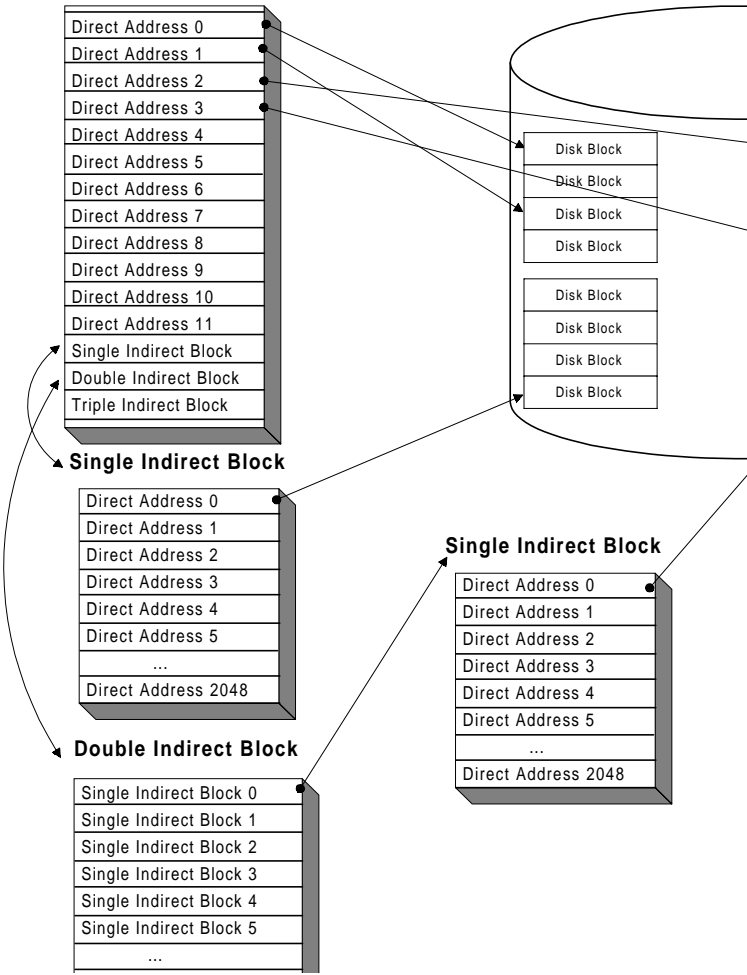 Direct Address 0
Direct Address 1
Direct Address 2
Direct Address 3
Direct Address 4
Direct Address 5
Direct Address 6
Direct Address 7
Direct Address 8
Direct Address 9
Direct Address 10
Direct Address 11
Single Indirect Block
Double Indirect Block
Triple Indirect Block
Disk Block
Disk Block
Disk Block
Disk Block
Disk Block
Disk Block
Disk Block
Disk Block
Single Indirect Block
Direct Address 0
Direct Address 1
Direct Address 2
Direct Address 3
Direct Address 4
Direct Address 5
...
Direct Address 2048
Single Indirect Block
Direct Address 0
Direct Address 1
Direct Address 2
Direct Address 3
Direct Address 4
Direct Address 5
...
Direct Address 2048
Double Indirect Block
Single Indirect Block 0
Single Indirect Block 1
Single Indirect Block 2
Single Indirect Block 3
Single Indirect Block 4
Single Indirect Block 5
...